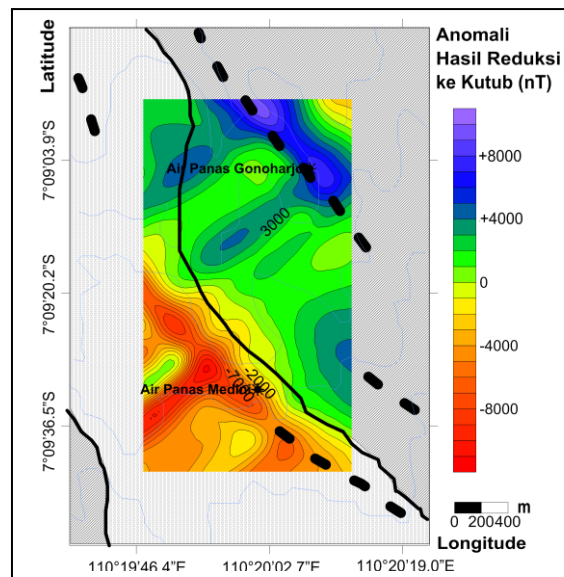 Anomali
Hasil Reduksi
ke Kutub (nT)
Latitude
+8000
+4000
0
-4000
-8000
7°09'03.9"S
7°09'20.2"S
7°09'36.5"S
Air Panas Gonoharjo
3000
-2000
-7000
Air Panas Medini
m
0 200400
110°19'46.4"E
110°20'02.7"E
110°20'19.0"E
Longitude